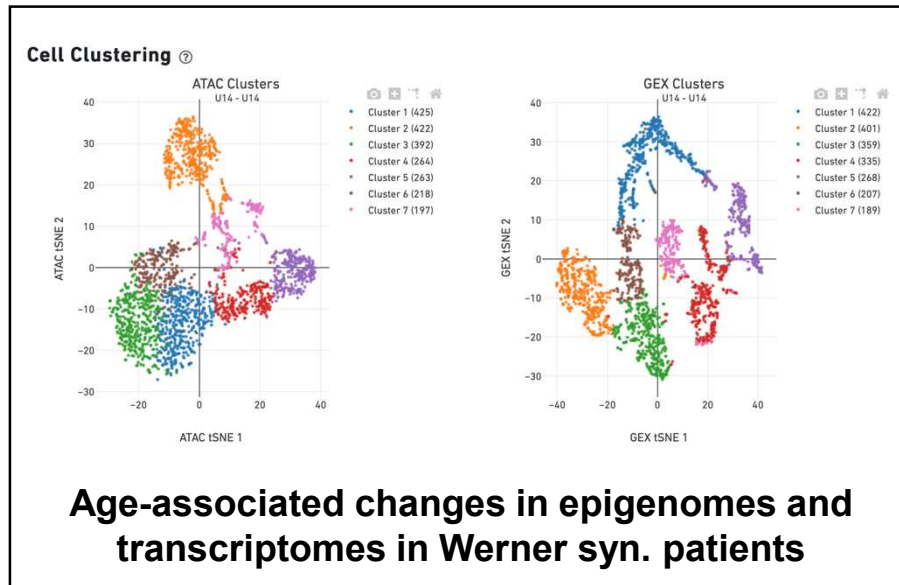 Cell Clustering ?
ATAC Clusters
U14 - U14
40
30
20
10
0
−10
−20
−30
−20
0
20
40
ATAC tSNE 2
ATAC tSNE 1
Cluster 1 (425)
Cluster 2 (422)
Cluster 3 (392)
Cluster 4 (264)
Cluster 5 (263)
Cluster 6 (218)
Cluster 7 (197)
GEX Clusters
U14 - U14
40
30
20
10
0
−10
−20
−30
−40
−20
0
20
40
GEX tSNE 2
GEX tSNE 1
Cluster 1 (422)
Cluster 2 (401)
Cluster 3 (359)
Cluster 4 (335)
Cluster 5 (268)
Cluster 6 (207)
Cluster 7 (189)
Age-associated changes in epigenomes and
transcriptomes in Werner syn. patients